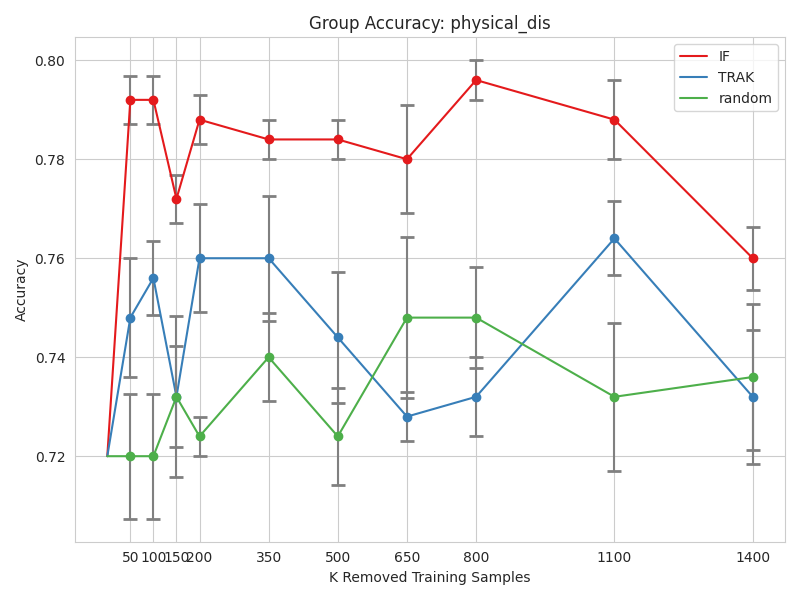 Group Accuracy: physical_dis
IF
TRAK
random
Accuracy
0.80
0.78
0.76
0.74
0.72
50 100 150 200 350 500 650 800 1100 1400
K Removed Training Samples